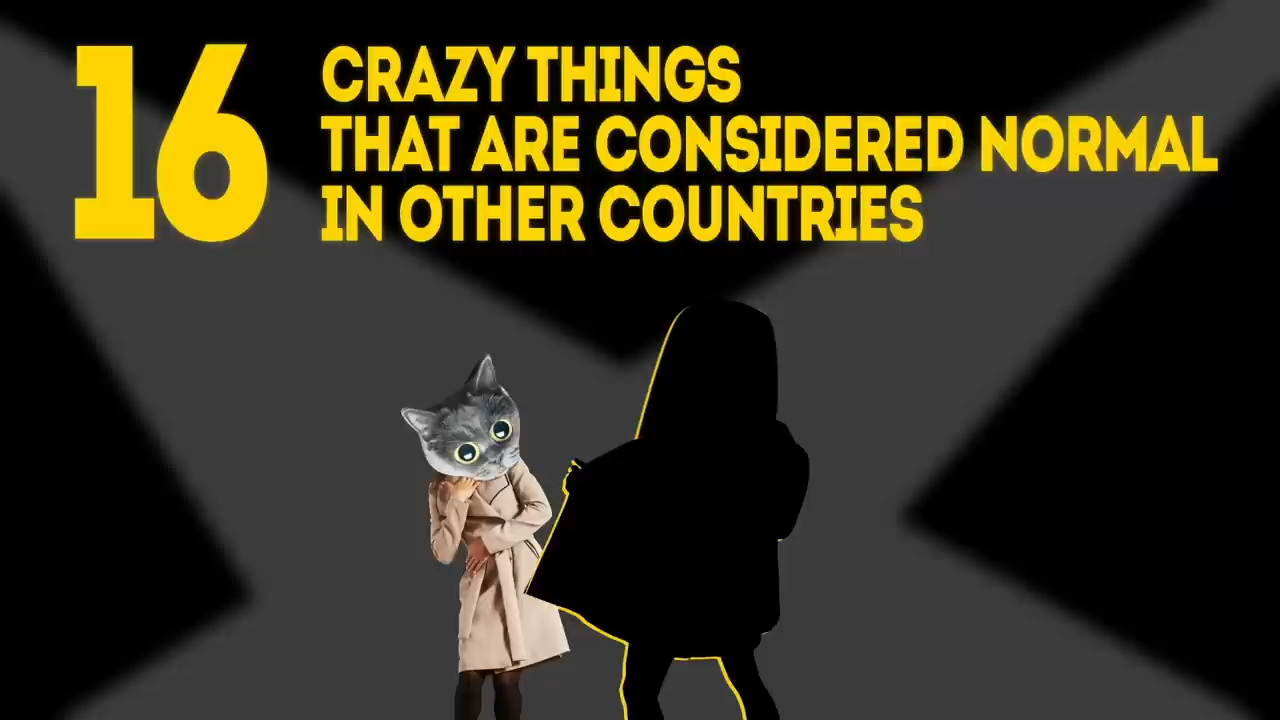 16
CRAZY THINGS
THAT ARE CONSIDERED NORMAL
IN OTHER COUNTRIES